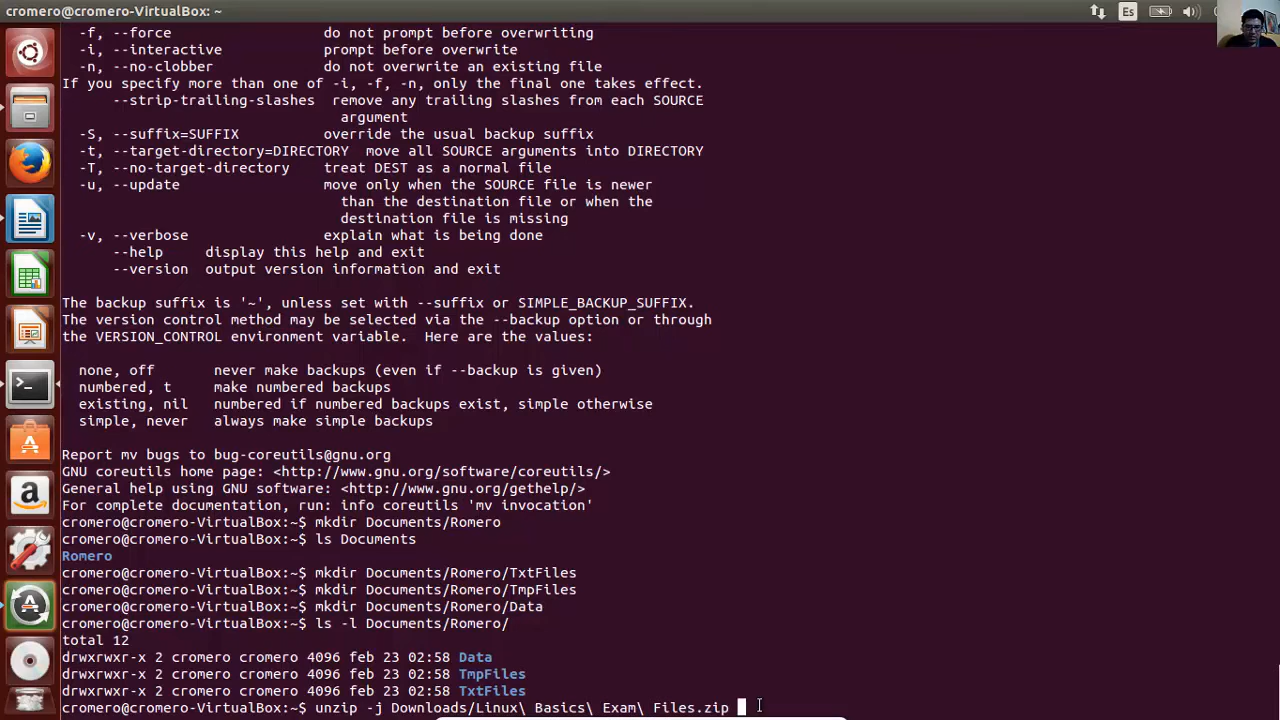 cromero@cromero-VirtualBox: ~
Es
-f, --force do not prompt before overwriting
-i, --interactive prompt before overwrite
-n, --no-clobber do not overwrite an existing file
If you specify more than one of -i, -f, -n, only the final one takes effect.
--strip-trailing-slashes remove any trailing slashes from each SOURCE
argument
-S, --suffix=SUFFIX override the usual backup suffix
-t, --target-directory=DIRECTORY move all SOURCE arguments into DIRECTORY
-T, --no-target-directory treat DEST as a normal file
-u, --update move only when the SOURCE file is newer
than the destination file or when the
destination file is missing
-v, --verbose explain what is being done
--help display this help and exit
--version output version information and exit
The backup suffix is '~', unless set with --suffix or SIMPLE_BACKUP_SUFFIX.
The version control method may be selected via the --backup option or through
the VERSION_CONTROL environment variable. Here are the values:
none, off never make backups (even if --backup is given)
numbered, t make numbered backups
existing, nil numbered if numbered backups exist, simple otherwise
simple, never always make simple backups
Report mv bugs to bug-coreutils@gnu.org
GNU coreutils home page: <http://www.gnu.org/software/coreutils/>
General help using GNU software: <http://www.gnu.org/gethelp/>
For complete documentation, run: info coreutils 'mv invocation'
cromero@cromero-VirtualBox:~$ mkdir Documents/Romero
cromero@cromero-VirtualBox:~$ ls Documents
Romero
cromero@cromero-VirtualBox:~$ mkdir Documents/Romero/TxtFiles
cromero@cromero-VirtualBox:~$ mkdir Documents/Romero/TmpFiles
cromero@cromero-VirtualBox:~$ mkdir Documents/Romero/Data
cromero@cromero-VirtualBox:~$ ls -l Documents/Romero/
total 12
drwxrwxr-x 2 cromero cromero 4096 feb 23 02:58 Data
drwxrwxr-x 2 cromero cromero 4096 feb 23 02:58 TmpFiles
drwxrwxr-x 2 cromero cromero 4096 feb 23 02:58 TxtFiles
cromero@cromero-VirtualBox:~$ unzip -j Downloads/Linux\ Basics\ Exam\ Files.zip